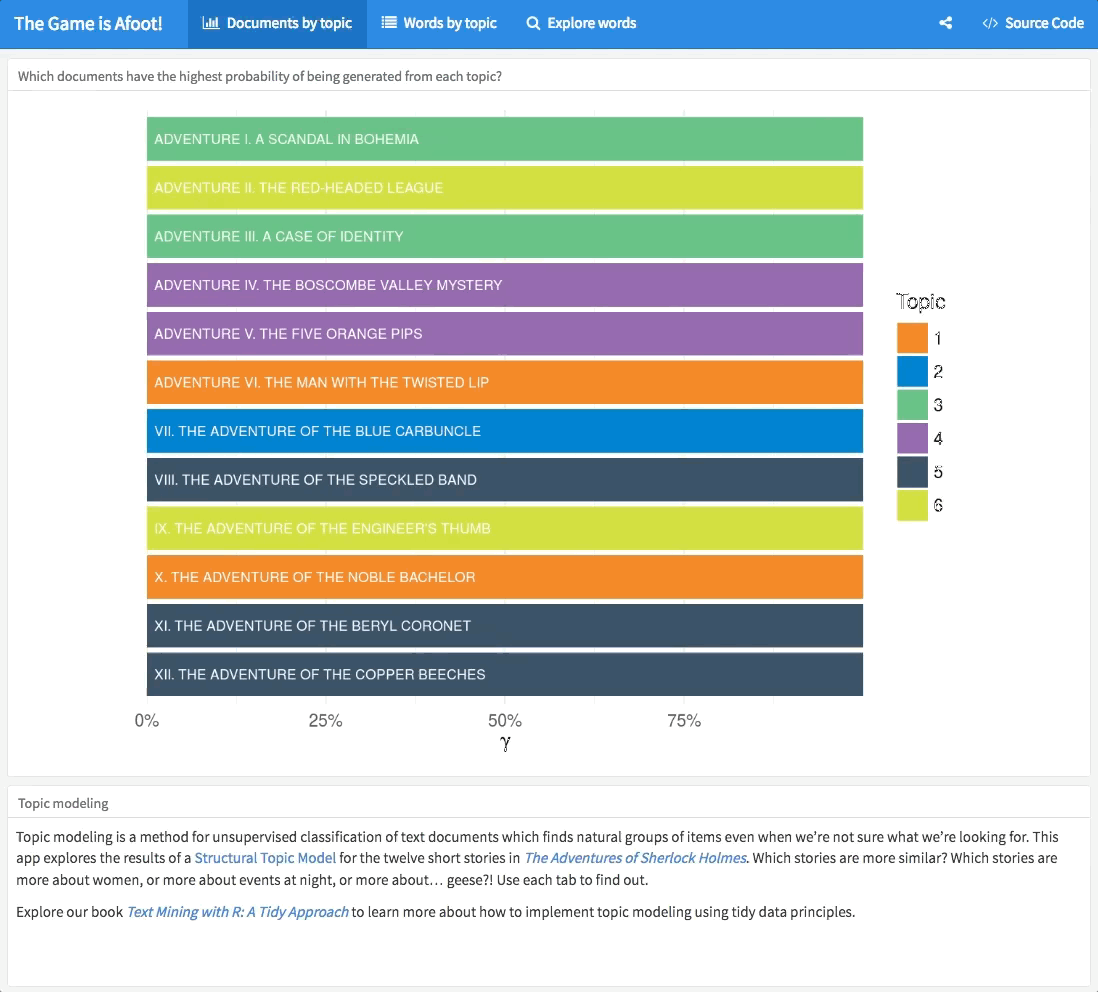 The Game is Afoot!
Documents by topic
Words by topic
Explore words
Source Code
Which documents have the highest probability of being generated from each topic?
ADVENTURE I. A SCANDAL IN BOHEMIA
ADVENTURE II. THE RED-HEADED LEAGUE
ADVENTURE III. A CASE OF IDENTITY
ADVENTURE IV. THE BOSCOMBE VALLEY MYSTERY
ADVENTURE V. THE FIVE ORANGE PIPS
ADVENTURE VI. THE MAN WITH THE TWISTED LIP
VII. THE ADVENTURE OF THE BLUE CARBUNCLE
VIII. THE ADVENTURE OF THE SPECKLED BAND
IX. THE ADVENTURE OF THE ENGINEER'S THUMB
X. THE ADVENTURE OF THE NOBLE BACHELOR
XI. THE ADVENTURE OF THE BERYL CORONET
XII. THE ADVENTURE OF THE COPPER BEECHES
0% 25% 50% 75%
γ
Topic
1
2
3
4
5
6
Topic modeling
Topic modeling is a method for unsupervised classification of text documents which finds natural groups of items even when we’re not sure what we’re looking for. This
app explores the results of a Structural Topic Model for the twelve short stories in The Adventures of Sherlock Holmes. Which stories are more similar? Which stories are
more about women, or more about events at night, or more about… geese?! Use each tab to find out.
Explore our book Text Mining with R: A Tidy Approach to learn more about how to implement topic modeling using tidy data principles.